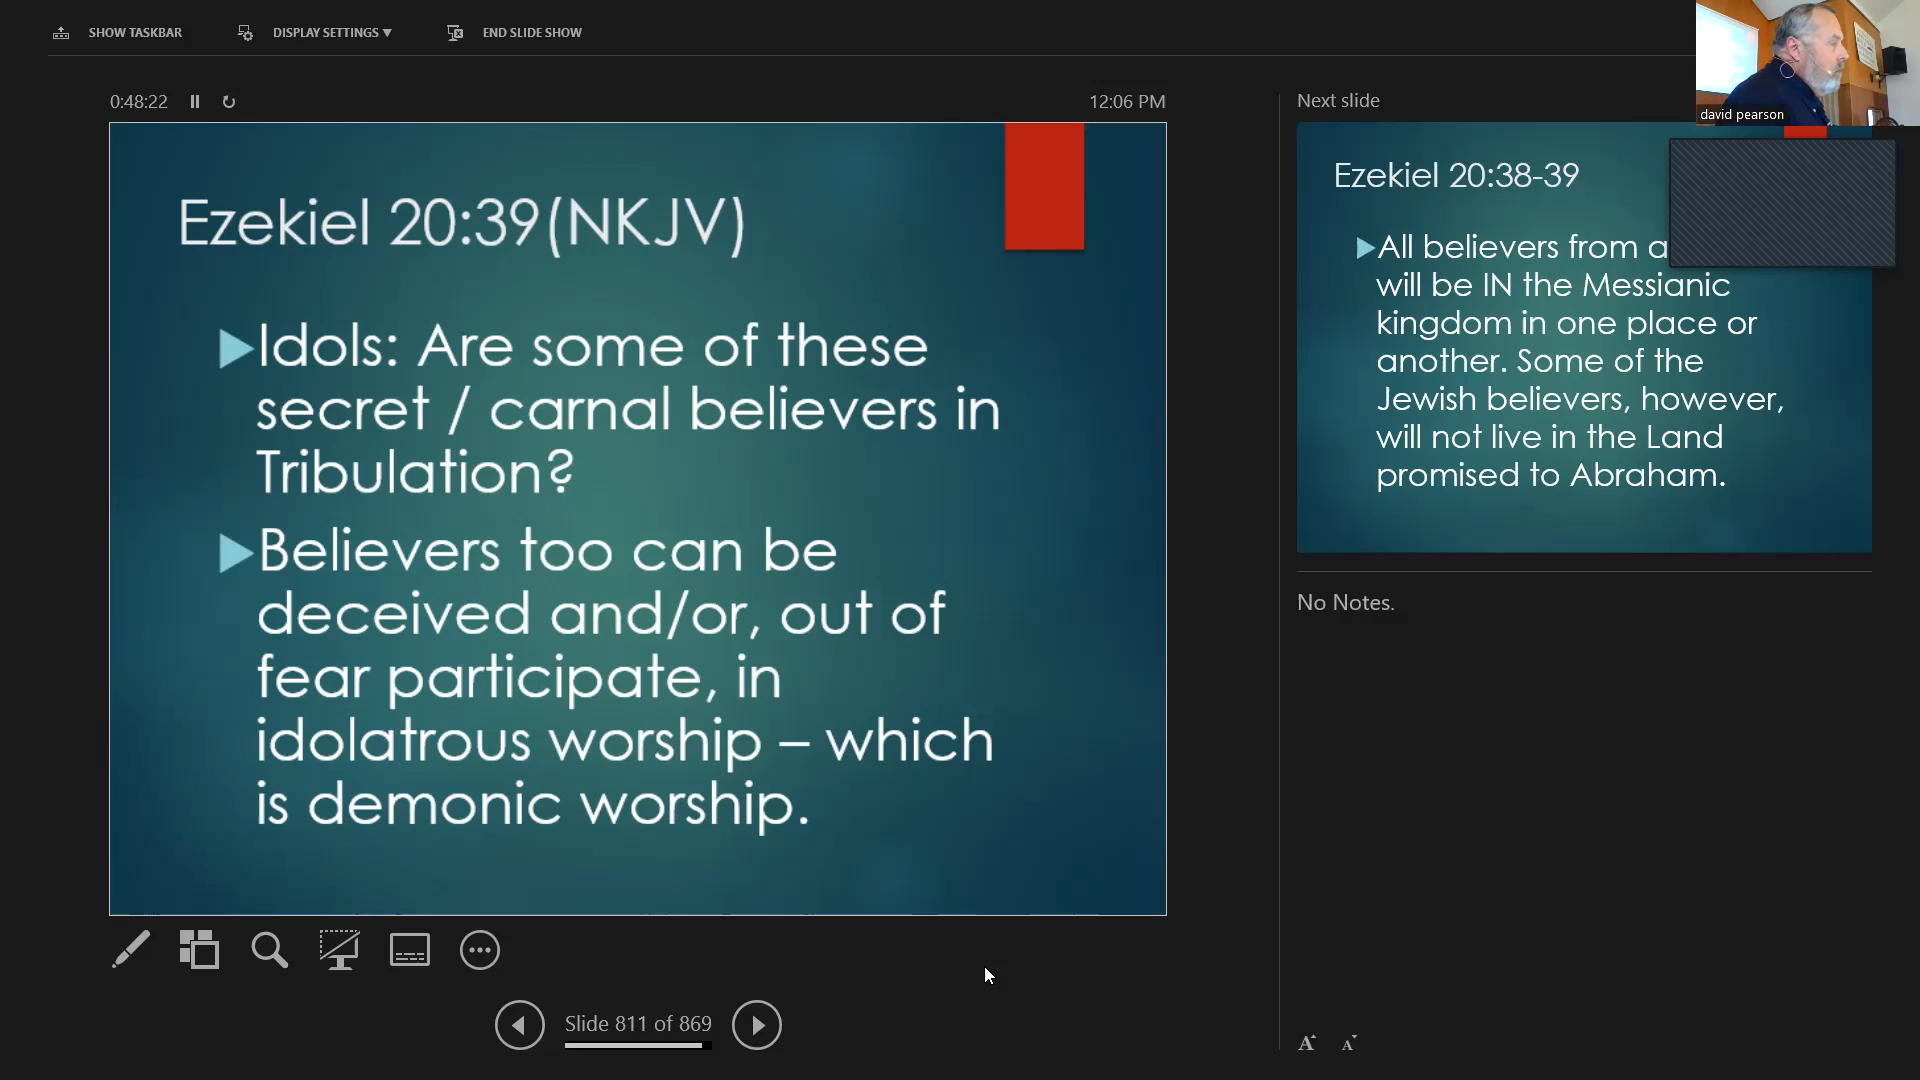 SHOW TASKBAR
DISPLAY SETTINGS ▼
END SLIDE SHOW
david pearson
0:48:22
12:06 PM
Ezekiel 20:39(NKJV)
Idols: Are some of these
secret / carnal believers in
Tribulation?
Believers too can be
deceived and/or, out of
fear participate, in
idolatrous worship – which
is demonic worship.
Slide 811 of 869
Next slide
Ezekiel 20:38-39
All believers from
will be IN the Messianic
kingdom in one place or
another. Some of the
Jewish believers, however,
will not live in the Land
promised to Abraham.
No Notes.
A
A